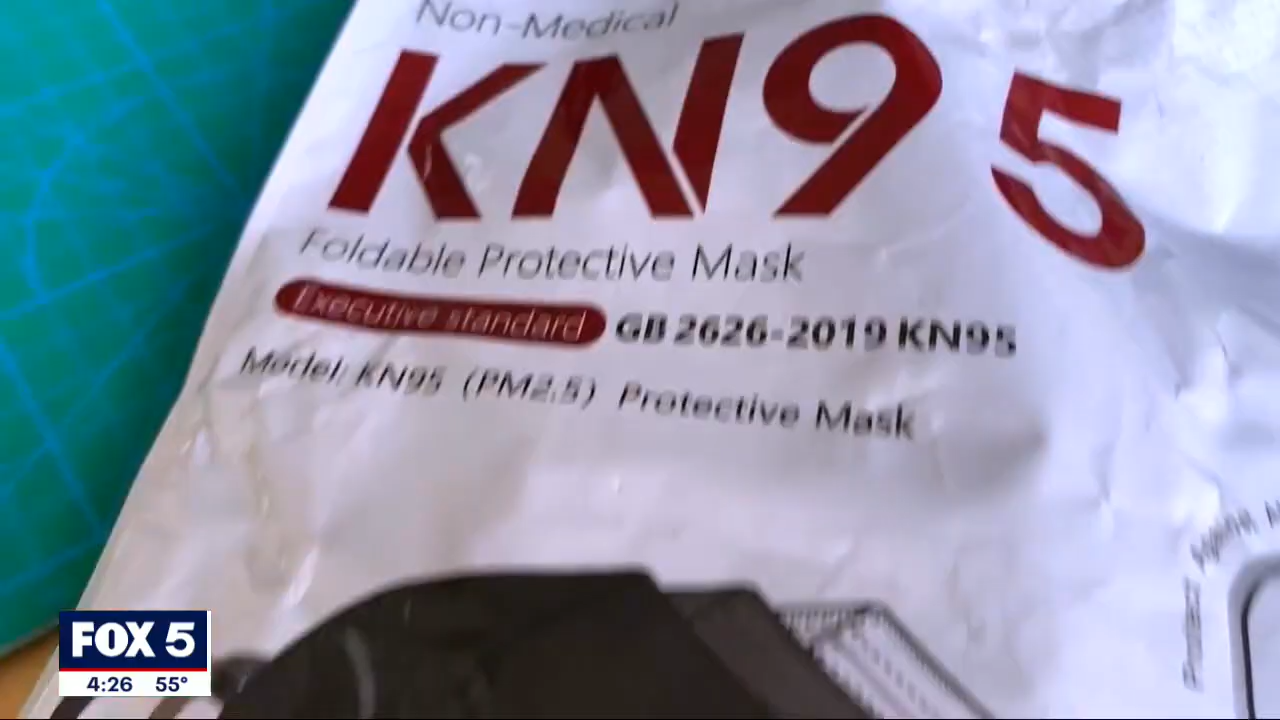 Non-Medical
KN95
Foldable Protective Mask
Executive standard GB 2626-2019 KN95
Model: KN95 (PM2.5) Protective Mask
Protect
FOX 5
4:26 55°